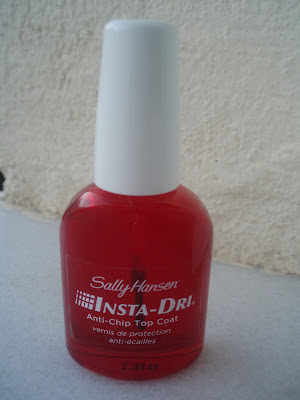 Sally Hansen
INSTA-DRI®
Anti-Chip Top Coat
vernis de protection
anti-écailles